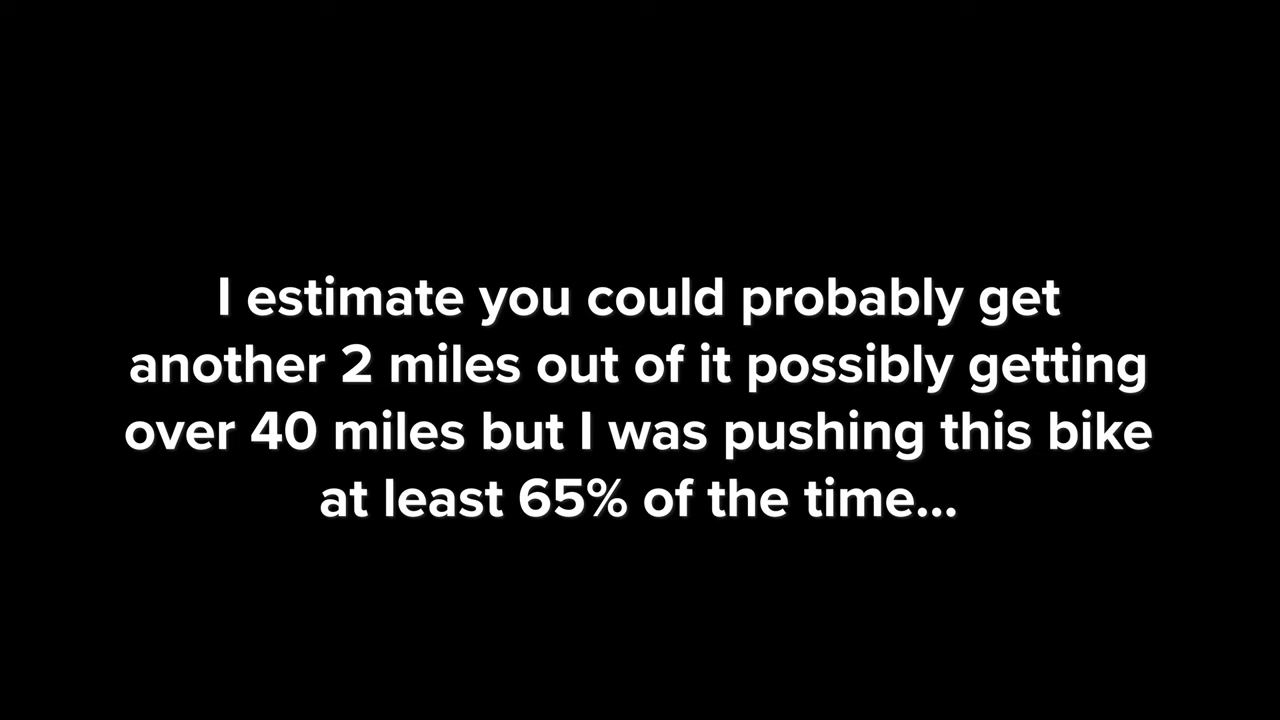 I estimate you could probably get
another 2 miles out of it possibly getting
over 40 miles but I was pushing this bike
at least 65% of the time...